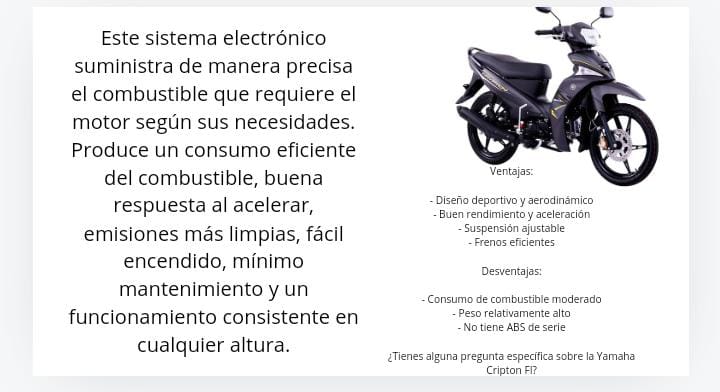 Este sistema electrónico
suministra de manera precisa
el combustible que requiere el
motor según sus necesidades.
Produce un consumo eficiente
del combustible, buena
respuesta al acelerar,
emisiones más limpias, fácil
encendido, mínimo
mantenimiento y un
funcionamiento consistente en
cualquier altura.
Ventajas:
- Diseño deportivo y aerodinámico
- Buen rendimiento y aceleración
- Suspensión ajustable
- Frenos eficientes
Desventajas:
- Consumo de combustible moderado
- Peso relativamente alto
- No tiene ABS de serie
¿Tienes alguna pregunta específica sobre la Yamaha
Cripton FI?